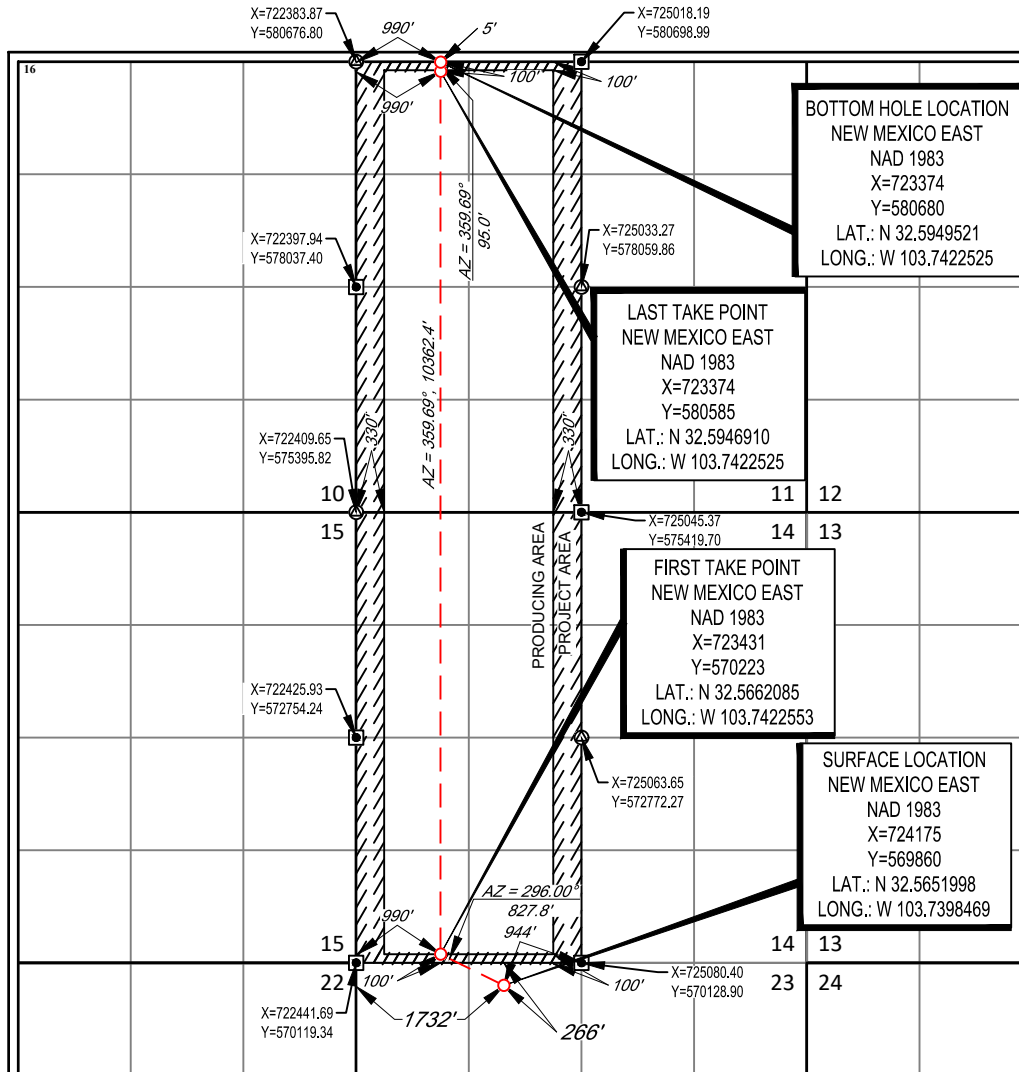 X=722383.87
Y=580676.80
990'
5'
X=725018.19
Y=580698.99
16
100'
100'
990'
BOTTOM HOLE LOCATION
NEW MEXICO EAST
NAD 1983
X=723374
Y=580680
LAT.: N 32.5949521
LONG.: W 103.7422525
AZ = 359.69°
95.0'
X=722397.94
Y=578037.40
X=725033.27
Y=578059.86
LAST TAKE POINT
NEW MEXICO EAST
NAD 1983
X=723374
Y=580585
LAT.: N 32.5946910
LONG.: W 103.7422525
AZ = 359.69°, 10362.4'
330'
330'
X=722409.65
Y=575395.82
10
11
12
15
14
13
X=725045.37
Y=575419.70
PRODUCING AREA
PROJECT AREA
FIRST TAKE POINT
NEW MEXICO EAST
NAD 1983
X=723431
Y=570223
LAT.: N 32.5662085
LONG.: W 103.7422553
X=722425.93
Y=572754.24
X=725063.65
Y=572772.27
SURFACE LOCATION
NEW MEXICO EAST
NAD 1983
X=724175
Y=569860
LAT.: N 32.5651998
LONG.: W 103.7398469
AZ = 296.00°
827.8'
990'
944'
15
14
13
22
23
24
100'
100'
X=725080.40
Y=570128.90
X=722441.69
Y=570119.34
1732'
266'